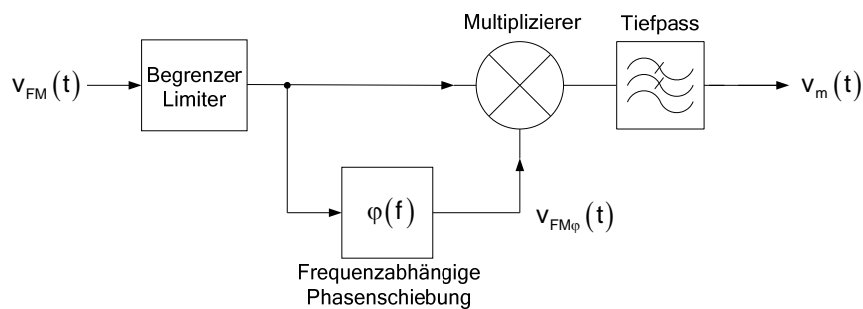 Multiplizierer
Tiefpass
v_FM(t)
Begrenzer
Limiter
v_m(t)
φ(f)
v_FMφ(t)
Frequenzabhängige
Phasenschiebung